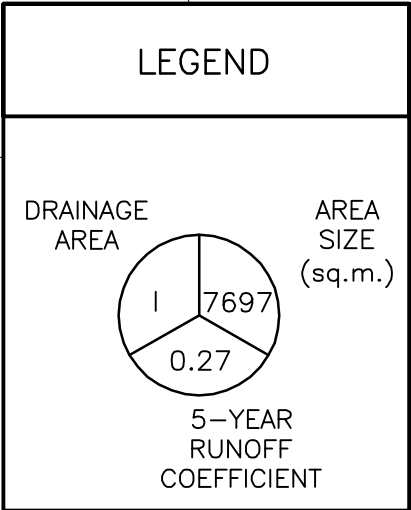 LEGEND
DRAINAGE
AREA
AREA
SIZE
(sq.m.)
I
7697
0.27
5-YEAR
RUNOFF
COEFFICIENT